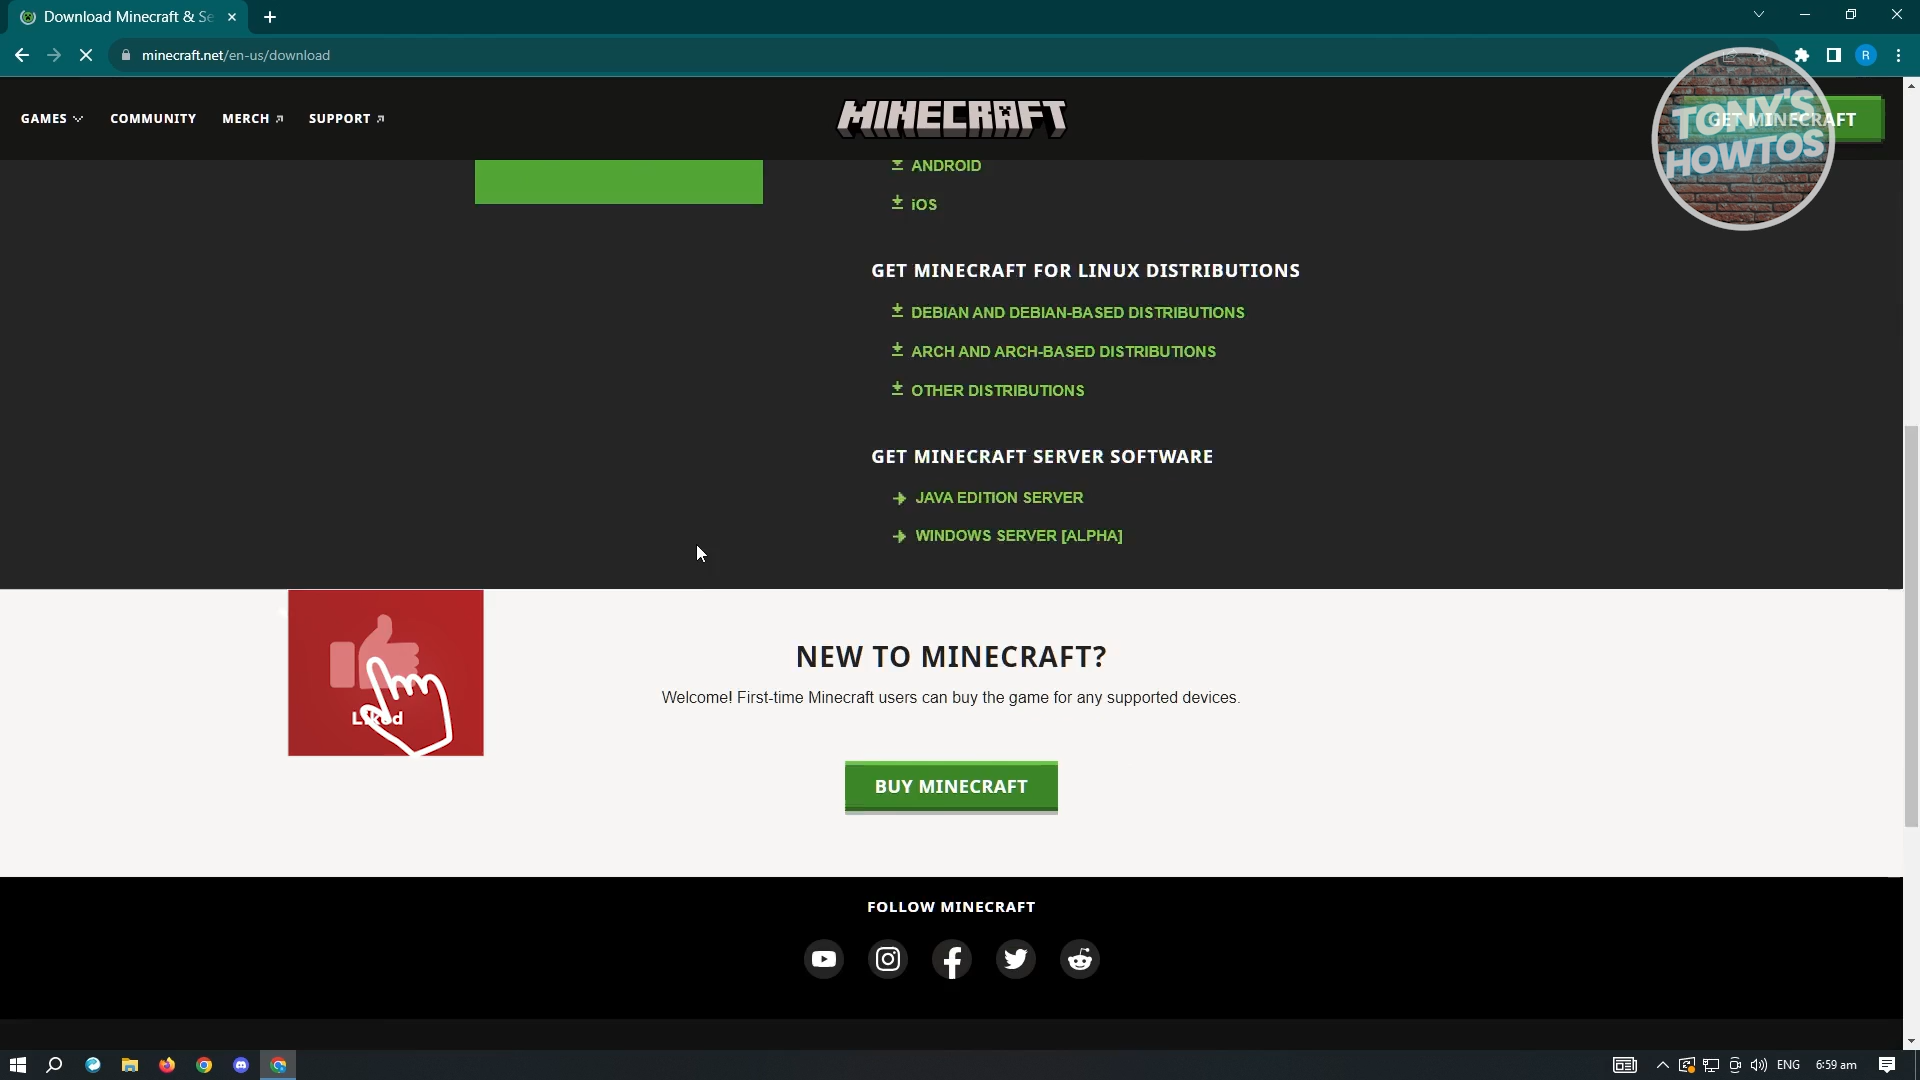 Download Minecraft & Se
minecraft.net/en-us/download
R
GAMES
COMMUNITY
MERCH
SUPPORT
MINECRAFT
GET MINECRAFT
TONY'S
HOWTOS
ANDROID
iOS
GET MINECRAFT FOR LINUX DISTRIBUTIONS
DEBIAN AND DEBIAN-BASED DISTRIBUTIONS
ARCH AND ARCH-BASED DISTRIBUTIONS
OTHER DISTRIBUTIONS
GET MINECRAFT SERVER SOFTWARE
JAVA EDITION SERVER
WINDOWS SERVER [ALPHA]
Liked
NEW TO MINECRAFT?
Welcome! First-time Minecraft users can buy the game for any supported devices.
BUY MINECRAFT
FOLLOW MINECRAFT
ENG
6:59 am